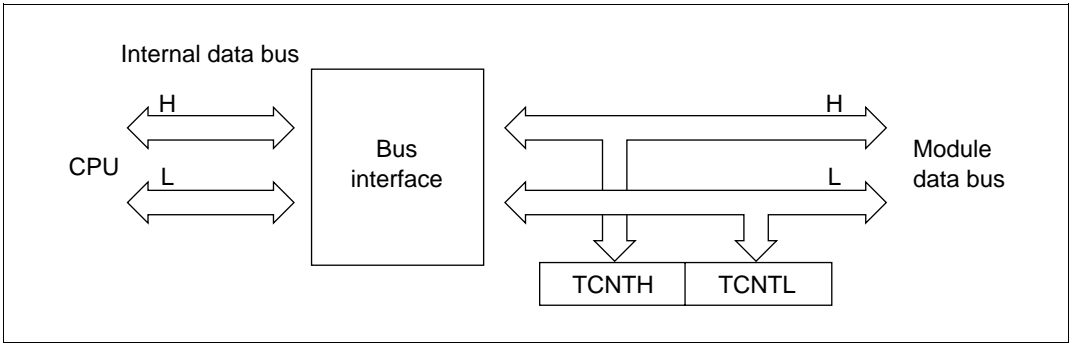 Internal data bus
H
H
CPU
Bus
interface
Module
data bus
L
L
TCNTH
TCNTL